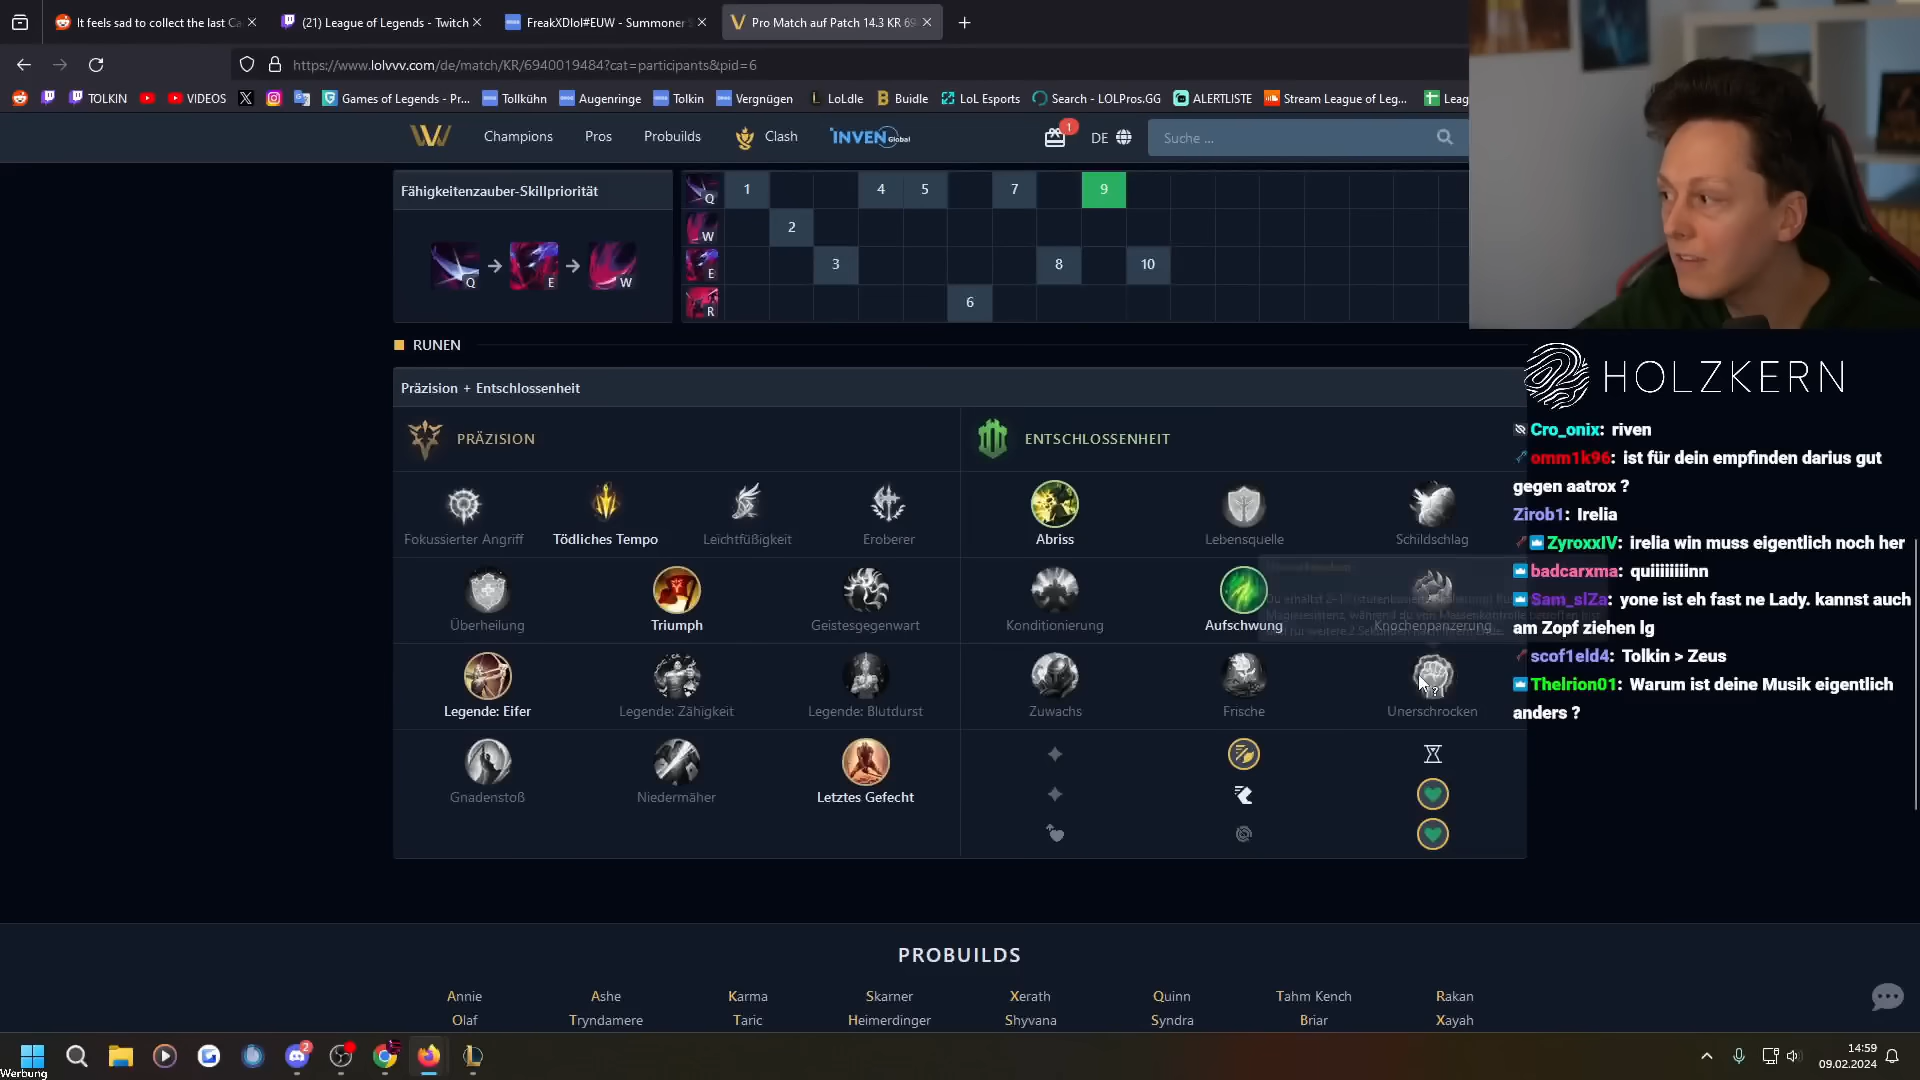 It feels sad to collect the last Ca
(21) League of Legends - Twitch
FreakXDlol#EUW - Summoner
Pro Match auf Patch 14.3 KR 69
https://www.lolvvv.com/de/match/KR/6940019484?cat=participants&pid=6
TOLKIN
VIDEOS
Games of Legends - Pr...
Tollkühn
Augenringe
Tolkin
Vergnügen
LoLdle
Buidle
LoL Esports
Search - LOLPros.GG
ALERTLISTE
Stream League of Leg...
Leag
Champions
Pros
Probuilds
Clash
INVEN Global
1
DE
Suche ...
Fähigkeitenzauber-Skillpriorität
Q
E
W
Q 1 4 5 7 9
W 2
E 3 8 10
R 6
RUNEN
Präzision + Entschlossenheit
PRÄZISION
ENTSCHLOSSENHEIT
Fokussierter Angriff
Tödliches Tempo
Leichtfüßigkeit
Eroberer
Abriss
Lebensquelle
Schildschlag
Überheilung
Triumph
Geistesgegenwart
Konditionierung
Aufschwung
Knochenpanzerung
Legende: Eifer
Legende: Zähigkeit
Legende: Blutdurst
Zuwachs
Frische
Unerschrocken
Gnadenstoß
Niedermäher
Letztes Gefecht
PROBUILDS
Annie
Ashe
Karma
Skarner
Xerath
Quinn
Tahm Kench
Rakan
Olaf
Tryndamere
Taric
Heimerdinger
Shyvana
Syndra
Briar
Xayah
HOLZKERN
Cro_onix: riven
omm1k96: ist für dein empfinden darius gut
gegen aatrox ?
Zirob1: Irelia
ZyroxxIV: irelia win muss eigentlich noch her
badcarxma: quiiiiiiinn
Sam_slZa: yone ist eh fast ne Lady. kannst auch
am Zopf ziehen lg
scof1eld4: Tolkin > Zeus
Thelrion01: Warum ist deine Musik eigentlich
anders ?
Werbung
2
14:59
09.02.2024